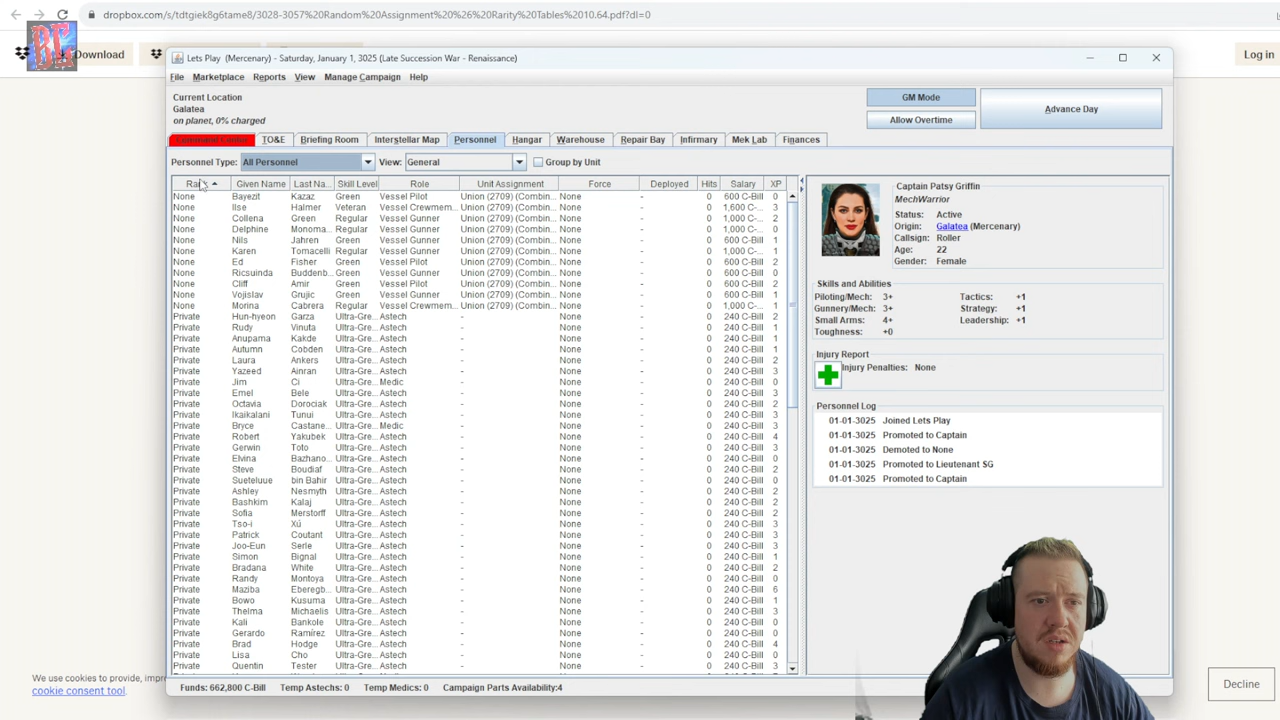 dropbox.com/s/tdtgiek8g6tame8/3028-3057%20Random%20Assignment%20%26%20Rarity%20Tables%2010.64.pdf?dl=0
BC
Download
Log in
Lets Play (Mercenary) - Saturday, January 1, 3025 (Late Succession War - Renaissance)
File Marketplace Reports View Manage Campaign Help
Current Location
Galatea
on planet, 0% charged
GM Mode
Allow Overtime
Advance Day
Command Center TO&E Briefing Room Interstellar Map Personnel Hangar Warehouse Repair Bay Infirmary Mek Lab Finances
Personnel Type: All Personnel View: General Group by Unit
Given Name Last Na... Skill Level Role Unit Assignment Force Deployed Hits Salary XP
None Bayezit Kazaz Green Vessel Pilot Union (2709) (Combin... None - 0 600 C-Bill 0
None Ilse Halmer Veteran Vessel Crewmem... Union (2709) (Combin... None - 0 1,600 C-... 3
None Collena Green Regular Vessel Gunner Union (2709) (Combin... None - 0 1,000 C-... 2
None Delphine Monoma... Regular Vessel Gunner Union (2709) (Combin... None - 0 1,000 C-... 0
None Nils Jahren Green Vessel Gunner Union (2709) (Combin... None - 0 600 C-Bill 1
None Karen Tomacelli Regular Vessel Gunner Union (2709) (Combin... None - 0 1,000 C-... 0
None Ed Fisher Green Vessel Pilot Union (2709) (Combin... None - 0 600 C-Bill 2
None Ricsuinda Buddenb... Green Vessel Gunner Union (2709) (Combin... None - 0 600 C-Bill 0
None Cliff Amir Green Vessel Pilot Union (2709) (Combin... None - 0 600 C-Bill 2
None Vojislav Grujic Green Vessel Gunner Union (2709) (Combin... None - 0 600 C-Bill 1
None Morina Cabrera Regular Vessel Crewmem... Union (2709) (Combin... None - 0 1,000 C-... 1
Private Hun-hyeon Garza Ultra-Gre... Astech - None - 0 240 C-Bill 2
Private Rudy Vinuta Ultra-Gre... Astech - None - 0 240 C-Bill 1
Private Anupama Kakde Ultra-Gre... Astech - None - 0 240 C-Bill 1
Private Autumn Cobden Ultra-Gre... Astech - None - 0 240 C-Bill 1
Private Laura Ankers Ultra-Gre... Astech - None - 0 240 C-Bill 2
Private Yazeed Ainran Ultra-Gre... Astech - None - 0 240 C-Bill 3
Private Jim Ci Ultra-Gre... Medic - None - 0 240 C-Bill 0
Private Emel Bele Ultra-Gre... Astech - None - 0 240 C-Bill 3
Private Octavia Dorociak Ultra-Gre... Astech - None - 0 240 C-Bill 2
Private Ikaikalani Tunui Ultra-Gre... Astech - None - 0 240 C-Bill 3
Private Bryce Castane... Ultra-Gre... Medic - None - 0 240 C-Bill 3
Private Robert Yakubek Ultra-Gre... Astech - None - 0 240 C-Bill 4
Private Gerwin Toto Ultra-Gre... Astech - None - 0 240 C-Bill 3
Private Elvina Bazhano... Ultra-Gre... Astech - None - 0 240 C-Bill 0
Private Steve Boudiaf Ultra-Gre... Astech - None - 0 240 C-Bill 2
Private Sueteluue bin Bahir Ultra-Gre... Astech - None - 0 240 C-Bill 0
Private Ashley Nesmyth Ultra-Gre... Astech - None - 0 240 C-Bill 2
Private Bashkim Kalaj Ultra-Gre... Astech - None - 0 240 C-Bill 2
Private Sofia Merstorff Ultra-Gre... Astech - None - 0 240 C-Bill 2
Private Tso-i Xú Ultra-Gre... Astech - None - 0 240 C-Bill 3
Private Patrick Coutant Ultra-Gre... Astech - None - 0 240 C-Bill 3
Private Joo-Eun Serle Ultra-Gre... Astech - None - 0 240 C-Bill 3
Private Simon Bignal Ultra-Gre... Astech - None - 0 240 C-Bill 1
Private Bradana White Ultra-Gre... Astech - None - 0 240 C-Bill 2
Private Randy Montoya Ultra-Gre... Astech - None - 0 240 C-Bill 0
Private Maziba Eberegb... Ultra-Gre... Astech - None - 0 240 C-Bill 6
Private Bowo Kusuma Ultra-Gre... Astech - None - 0 240 C-Bill 1
Private Thelma Michaelis Ultra-Gre... Astech - None - 0 240 C-Bill 3
Private Kali Bankole Ultra-Gre... Astech - None - 0 240 C-Bill 0
Private Gerardo Ramírez Ultra-Gre... Astech - None - 0 240 C-Bill 0
Private Brad Hodge Ultra-Gre... Astech - None - 0 240 C-Bill 4
Private Lisa Cho Ultra-Gre... Astech - None - 0 240 C-Bill 0
Private Quentin Tester Ultra-Gre... Astech - None - 0 240 C-Bill 3
Captain Patsy Griffin
MechWarrior
Status: Active
Origin: Galatea (Mercenary)
Callsign: Roller
Age: 22
Gender: Female
Skills and Abilities
Piloting/Mech: 3+ Tactics: +1
Gunnery/Mech: 3+ Strategy: +1
Small Arms: 4+ Leadership: +1
Toughness: +0
Injury Report
Injury Penalties: None
Personnel Log
01-01-3025 Joined Lets Play
01-01-3025 Promoted to Captain
01-01-3025 Demoted to None
01-01-3025 Promoted to Lieutenant SG
01-01-3025 Promoted to Captain
Funds: 662,800 C-Bill Temp Astechs: 0 Temp Medics: 0 Campaign Parts Availability:4
We use cookies to provide, impr
cookie consent tool.
Decline